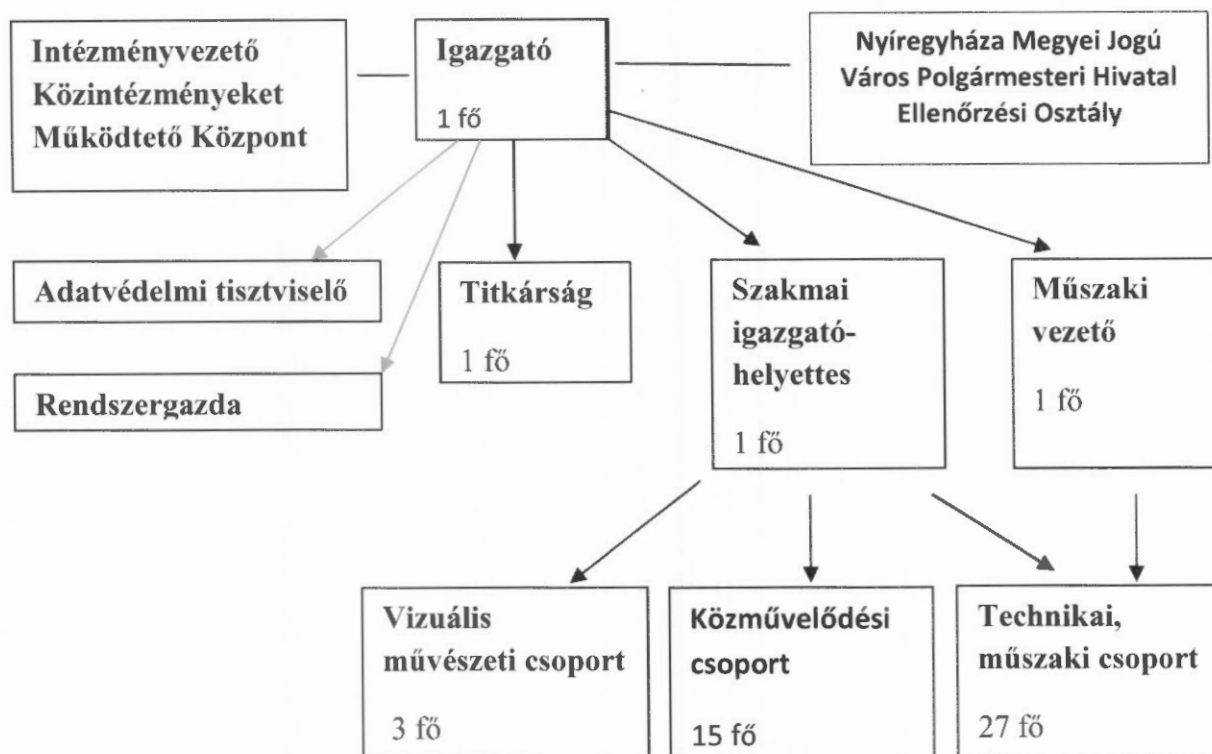 Intézményvezető
Közintézményeket
Működtető Központ
Igazgató
1 fő
Nyíregyháza Megyei Jogú
Város Polgármesteri Hivatal
Ellenőrzési Osztály
Adatvédelmi tisztviselő
Rendszergazda
Titkárság
1 fő
Szakmai
igazgató-
helyettes
1 fő
Műszaki
vezető
1 fő
Vizuális
művészeti csoport
3 fő
Közművelődési
csoport
15 fő
Technikai,
műszaki csoport
27 fő